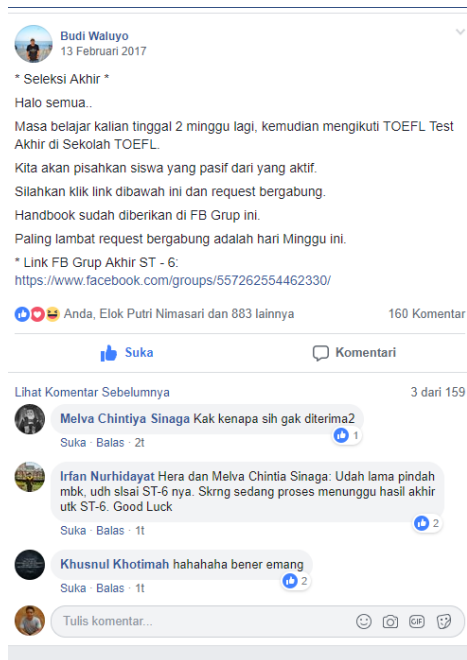 Budi Waluyo
13 Februari 2017
* Seleksi Akhir *
Halo semua..
Masa belajar kalian tinggal 2 minggu lagi, kemudian mengikuti TOEFL Test
Akhir di Sekolah TOEFL.
Kita akan pisahkan siswa yang pasif dari yang aktif.
Silahkan klik link dibawah ini dan request bergabung.
Handbook sudah diberikan di FB Grup ini.
Paling lambat request bergabung adalah hari Minggu ini.
* Link FB Grup Akhir ST - 6:
https://www.facebook.com/groups/557262554462330/
Anda, Elok Putri Nimasari dan 883 lainnya 160 Komentar
Suka Komentari
Lihat Komentar Sebelumnya 3 dari 159
Melva Chintiya Sinaga Kak kenapa sih gak diterima2
1
Suka · Balas · 2t
Irfan Nurhidayat Hera dan Melva Chintia Sinaga: Udah lama pindah
mbk, udh slsai ST-6 nya. Skrng sedang proses menunggu hasil akhir
utk ST-6. Good Luck
2
Suka · Balas · 1t
Khusnul Khotimah hahahaha bener emang
2
Suka · Balas · 1t
Tulis komentar... GIF